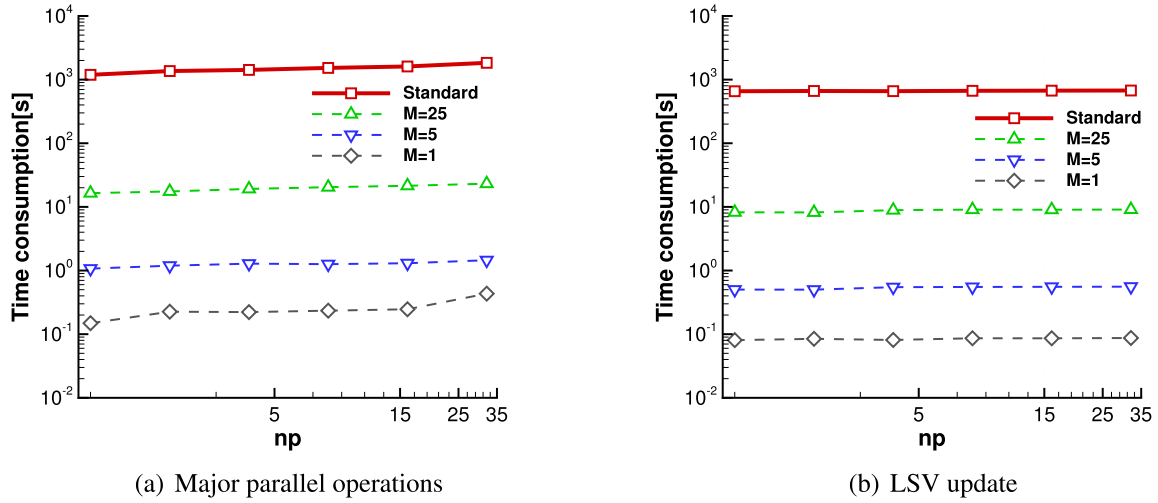 10^4
10^3
10^2
10^1
10^0
10^-1
10^-2
Time consumption[s]
Standard
M=25
M=5
M=1
5
15
25
35
np
(a) Major parallel operations
10^4
10^3
10^2
10^1
10^0
10^-1
10^-2
Time consumption[s]
Standard
M=25
M=5
M=1
5
15
25
35
np
(b) LSV update